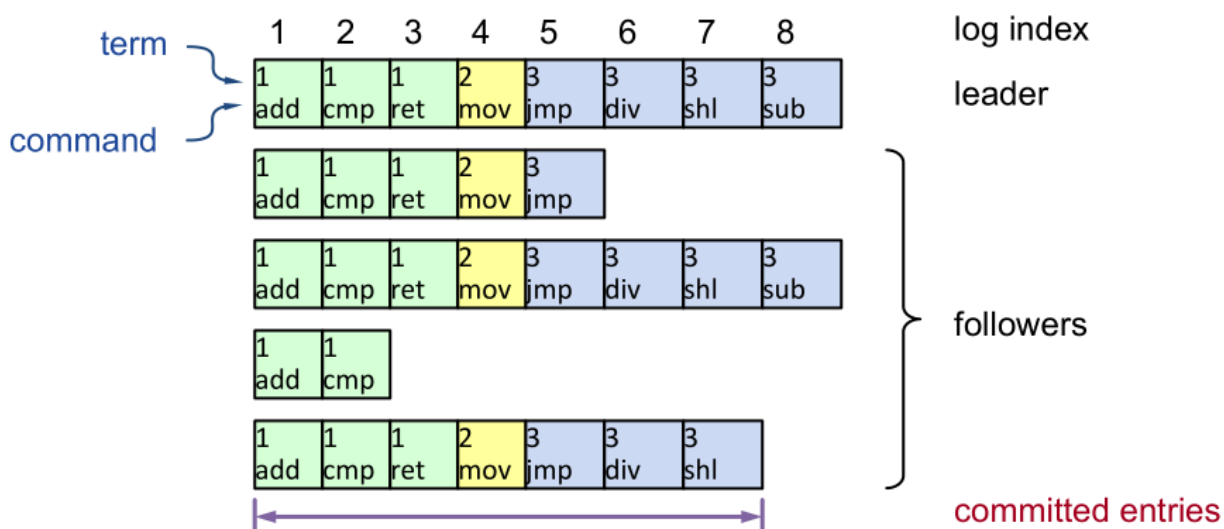 1 2 3 4 5 6 7 8 log index
term
1 1 1 2 3 3 3 3
add cmp ret mov jmp div shl sub
leader
command
1 1 1 2 3
add cmp ret mov jmp
1 1 1 2 3 3 3 3
add cmp ret mov jmp div shl sub
followers
1 1
add cmp
1 1 1 2 3 3 3
add cmp ret mov jmp div shl
committed entries